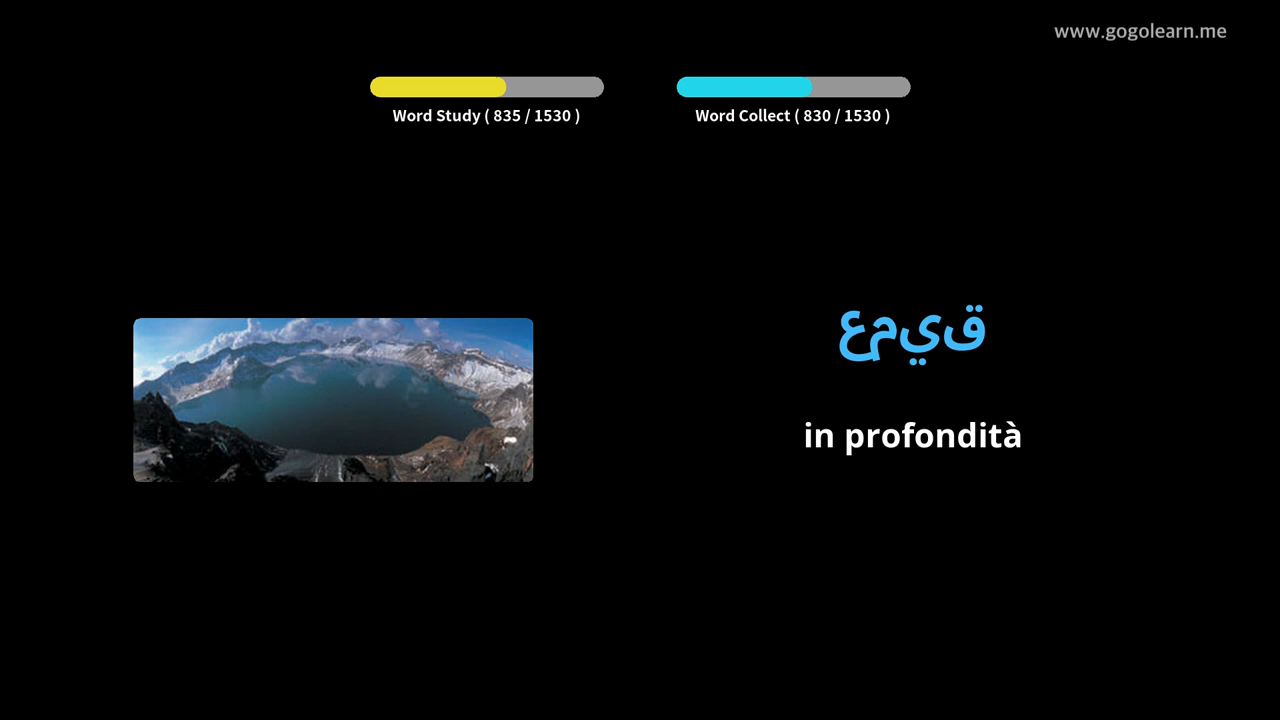 www.gogolearn.me
Word Study ( 835 / 1530 )
Word Collect ( 830 / 1530 )
عميق
in profondità